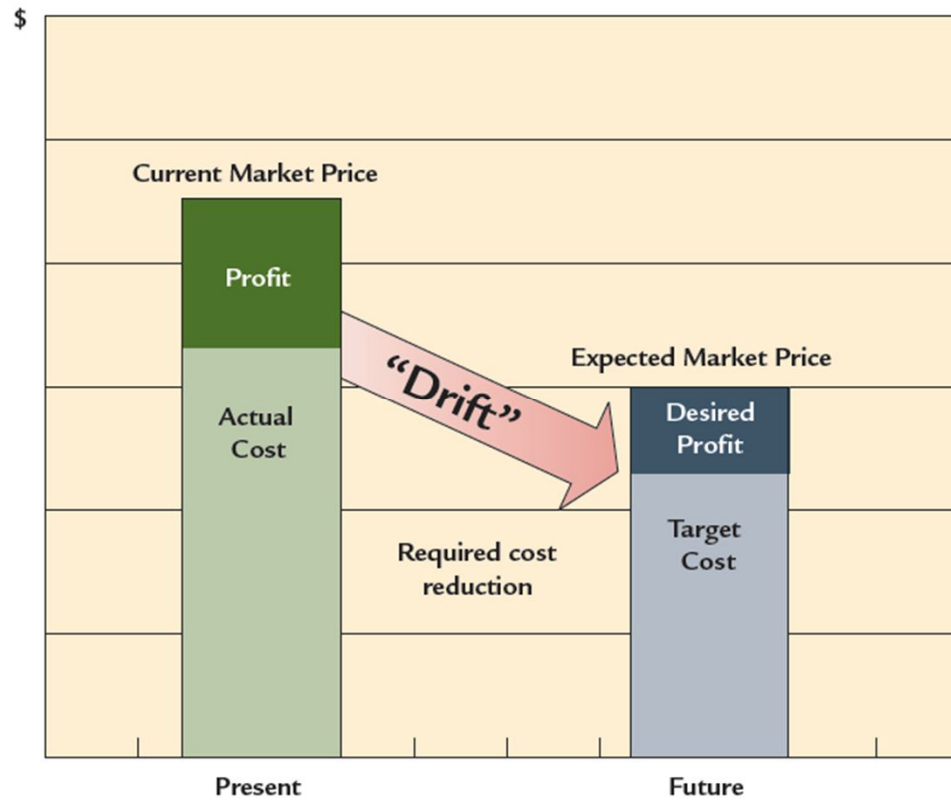 $
Current Market Price
Profit
Actual
Cost
“Drift”
Expected Market Price
Desired
Profit
Target
Cost
Required cost
reduction
Present
Future